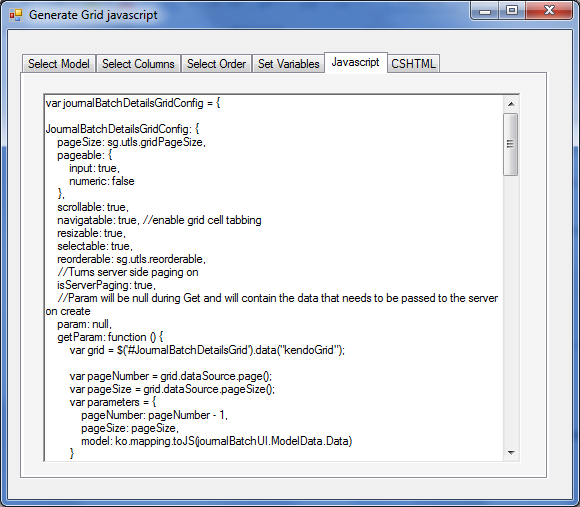 Generate Grid javascript
Select Model Select Columns Select Order Set Variables Javascript CSHTML
var journalBatchDetailsGridConfig = {
JournalBatchDetailsGridConfig: {
pageSize: sg.utls.gridPageSize,
pageable: {
input: true,
numeric: false
},
scrollable: true,
navigatable: true, //enable grid cell tabbing
resizable: true,
selectable: true,
reorderable: sg.utls.reorderable,
//Turns server side paging on
isServerPaging: true,
//Param will be null during Get and will contain the data that needs to be passed to the server
on create
param: null,
getParam: function () {
var grid = $('#JournalBatchDetailsGrid').data("kendoGrid");
var pageNumber = grid.dataSource.page();
var pageSize = grid.dataSource.pageSize();
var parameters = {
pageNumber: pageNumber - 1,
pageSize: pageSize,
model: ko.mapping.toJS(journalBatchUI.ModelData.Data)
}